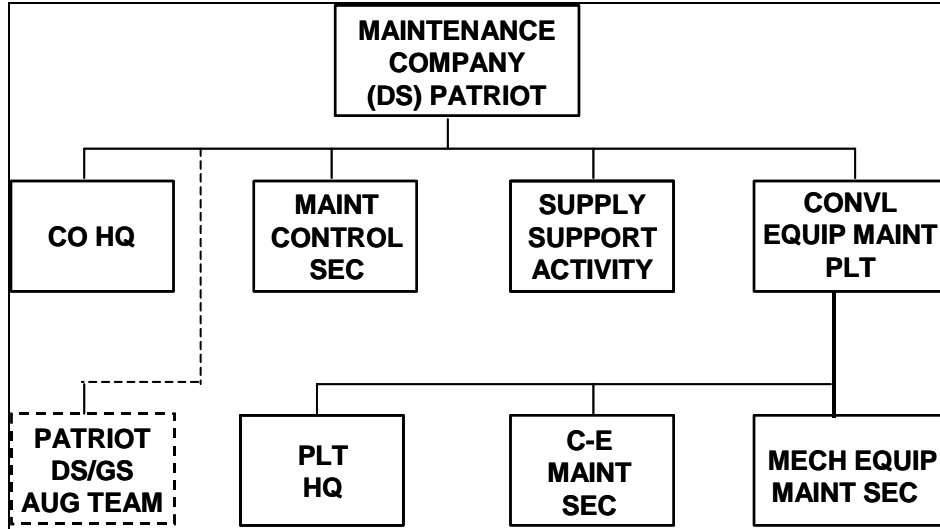 MAINTENANCE
COMPANY
(DS) PATRIOT
CO HQ
MAINT
CONTROL
SEC
SUPPLY
SUPPORT
ACTIVITY
CONVL
EQUIP MAINT
PLT
PATRIOT
DS/GS
AUG TEAM
PLT
HQ
C-E
MAINT
SEC
MECH EQUIP
MAINT SEC